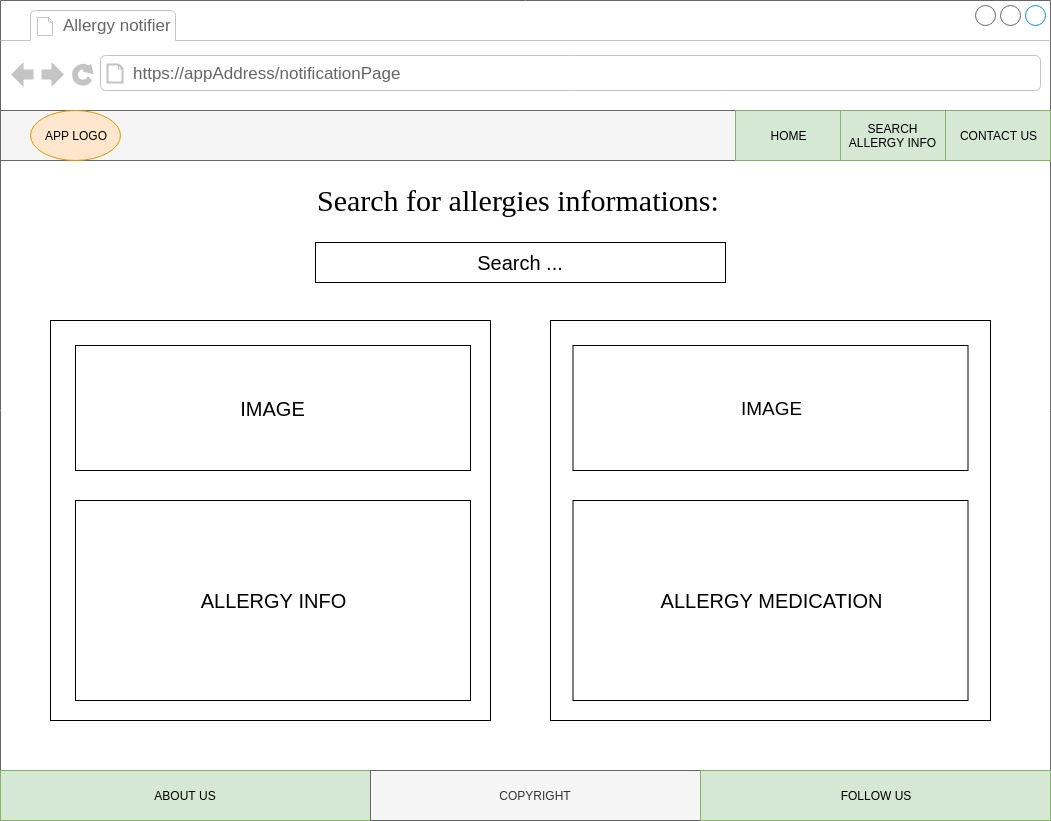 Allergy notifier
https://appAddress/notificationPage
APP LOGO
HOME
SEARCH
ALLERGY INFO
CONTACT US
Search for allergies informations:
Search ...
IMAGE
IMAGE
ALLERGY INFO
ALLERGY MEDICATION
ABOUT US
COPYRIGHT
FOLLOW US